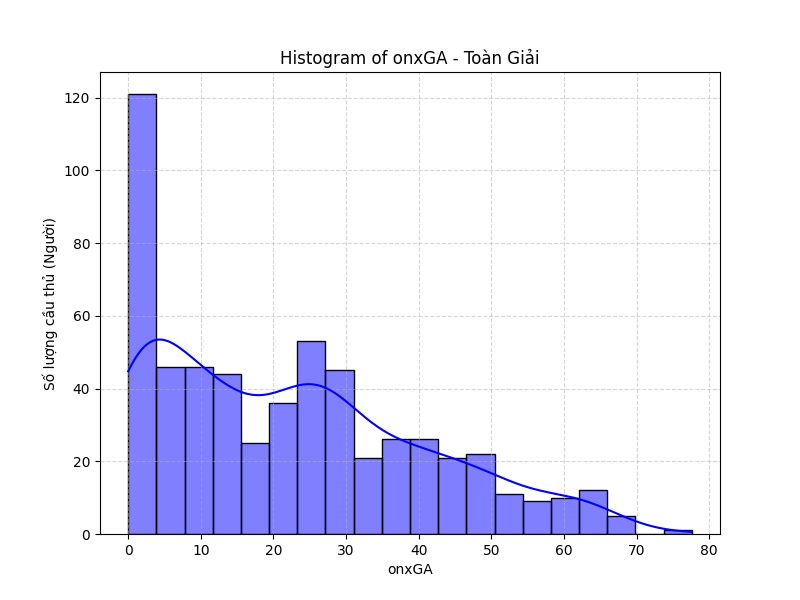 Histogram of onxGA - Toàn Giải
Số lượng cầu thủ (Người)
120
100
80
60
40
20
0
0 10 20 30 40 50 60 70 80
onxGA